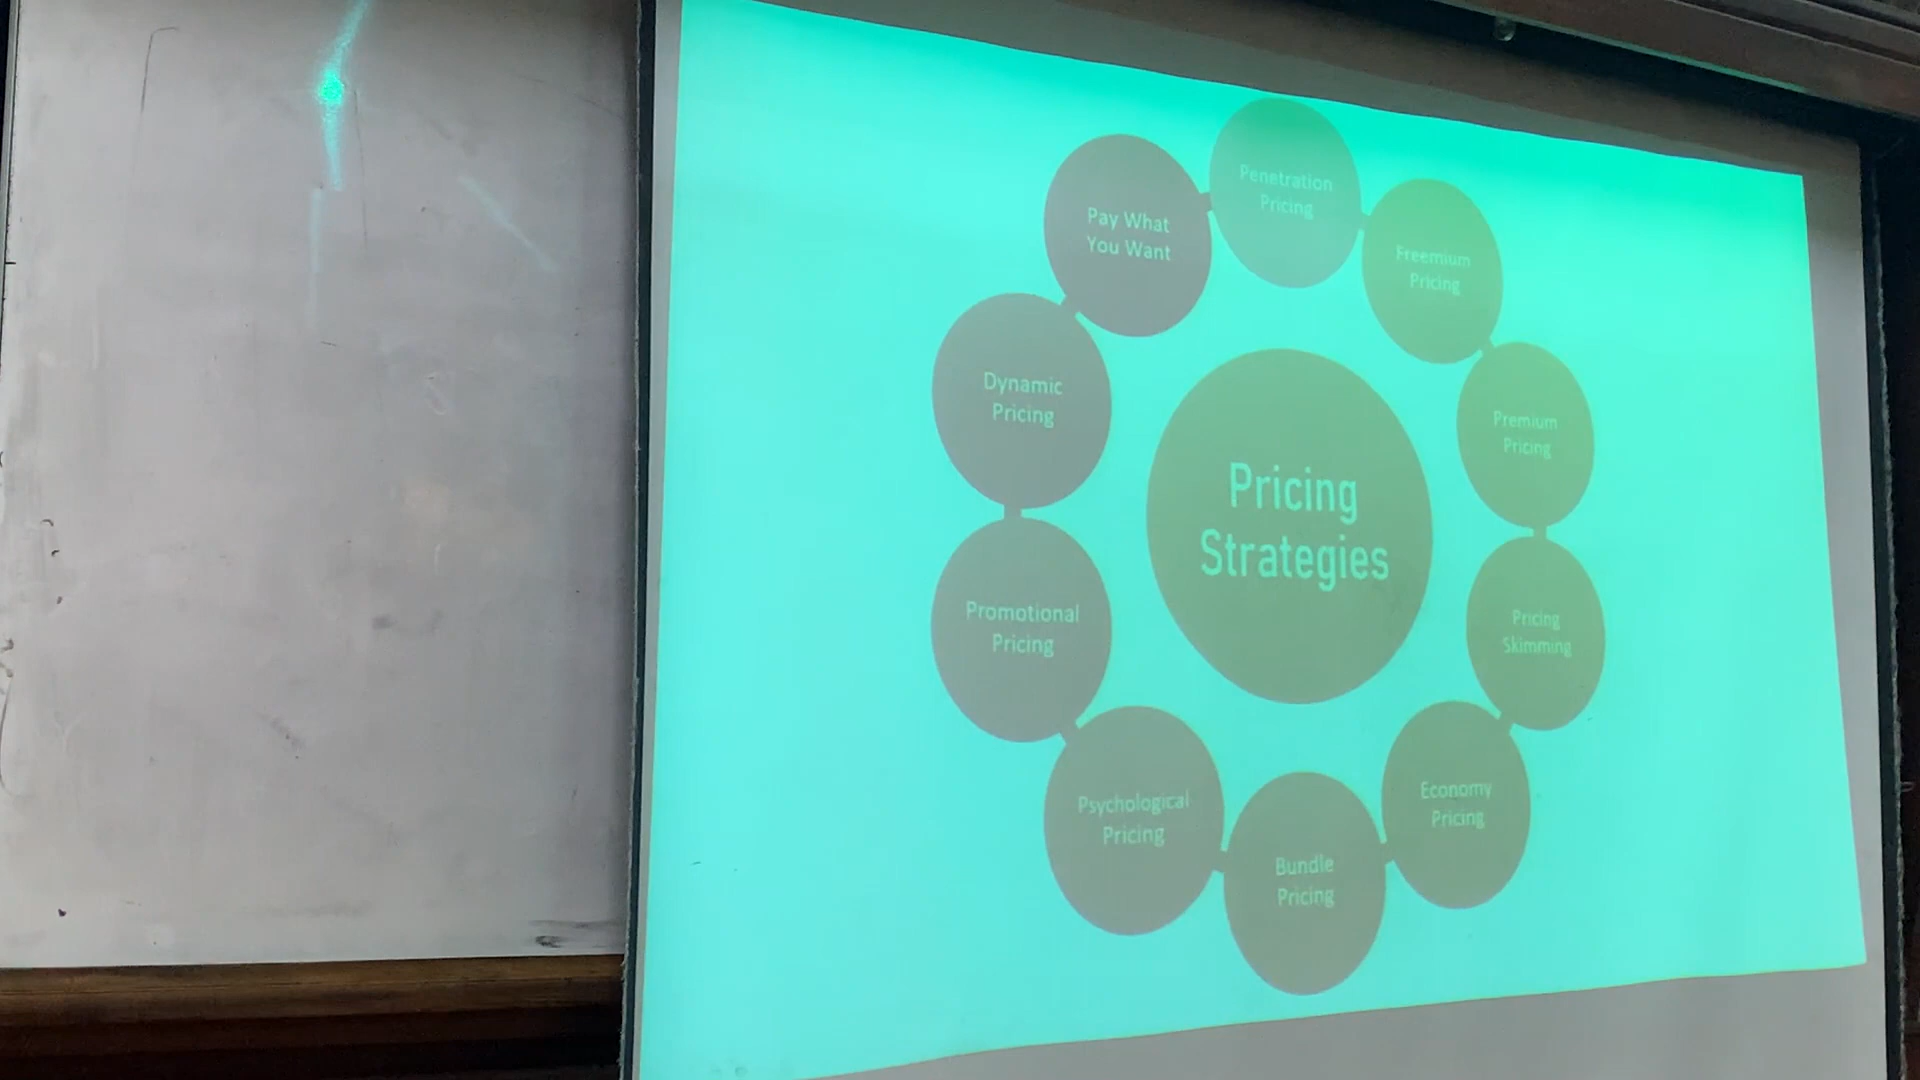 Pricing
Strategies
Penetration
Pricing
Freemium
Pricing
Premium
Pricing
Pricing
Skimming
Economy
Pricing
Bundle
Pricing
Psychological
Pricing
Promotional
Pricing
Dynamic
Pricing
Pay What
You Want